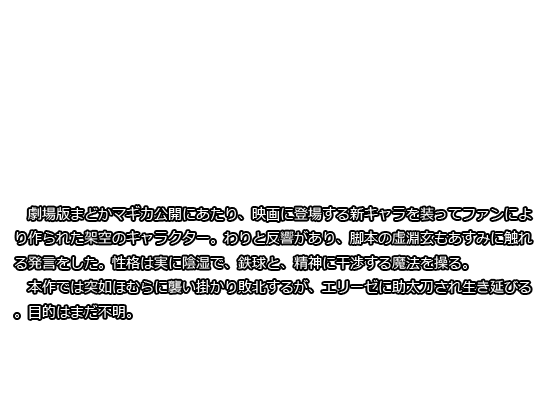 劇場版まどかマギカ公開にあたり、映画に登場する新キャラを装ってファンによ
り作られた架空のキャラクター。わりと反響があり、脚本の虚淵玄もあすみに触れ
る発言をした。性格は実に陰湿で、鉄球と、精神に干渉する魔法を操る。
　本作では突如ほむらに襲い掛かり敗北するが、エリーゼに助太刀され生き延びる
。目的はまだ不明。